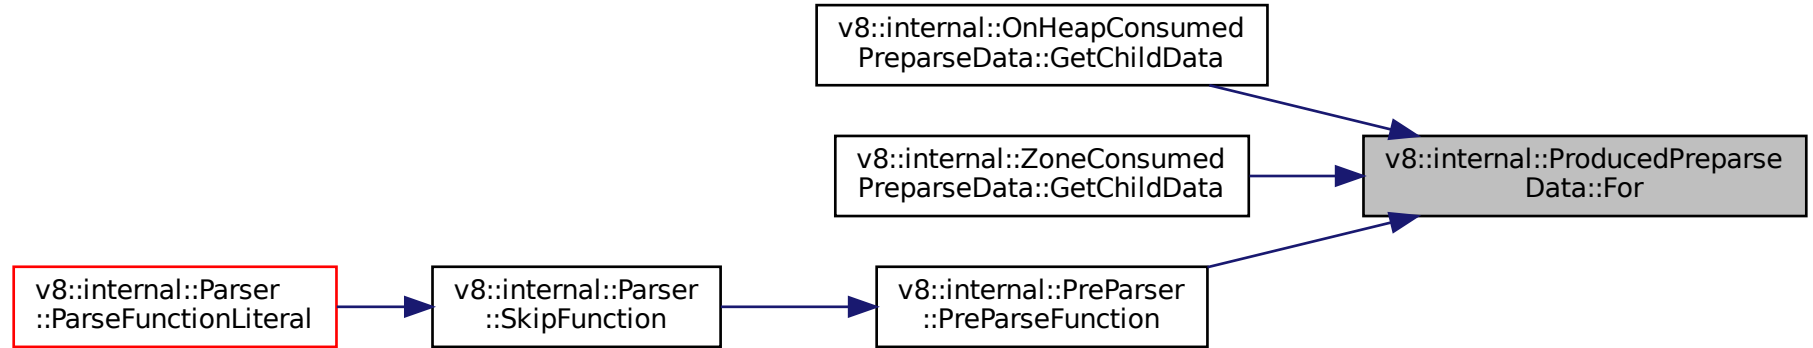 v8::internal::OnHeapConsumed
PreparseData::GetChildData
v8::internal::ZoneConsumed
PreparseData::GetChildData
v8::internal::ProducedPreparse
Data::For
v8::internal::Parser
::ParseFunctionLiteral
v8::internal::Parser
::SkipFunction
v8::internal::PreParser
::PreParseFunction